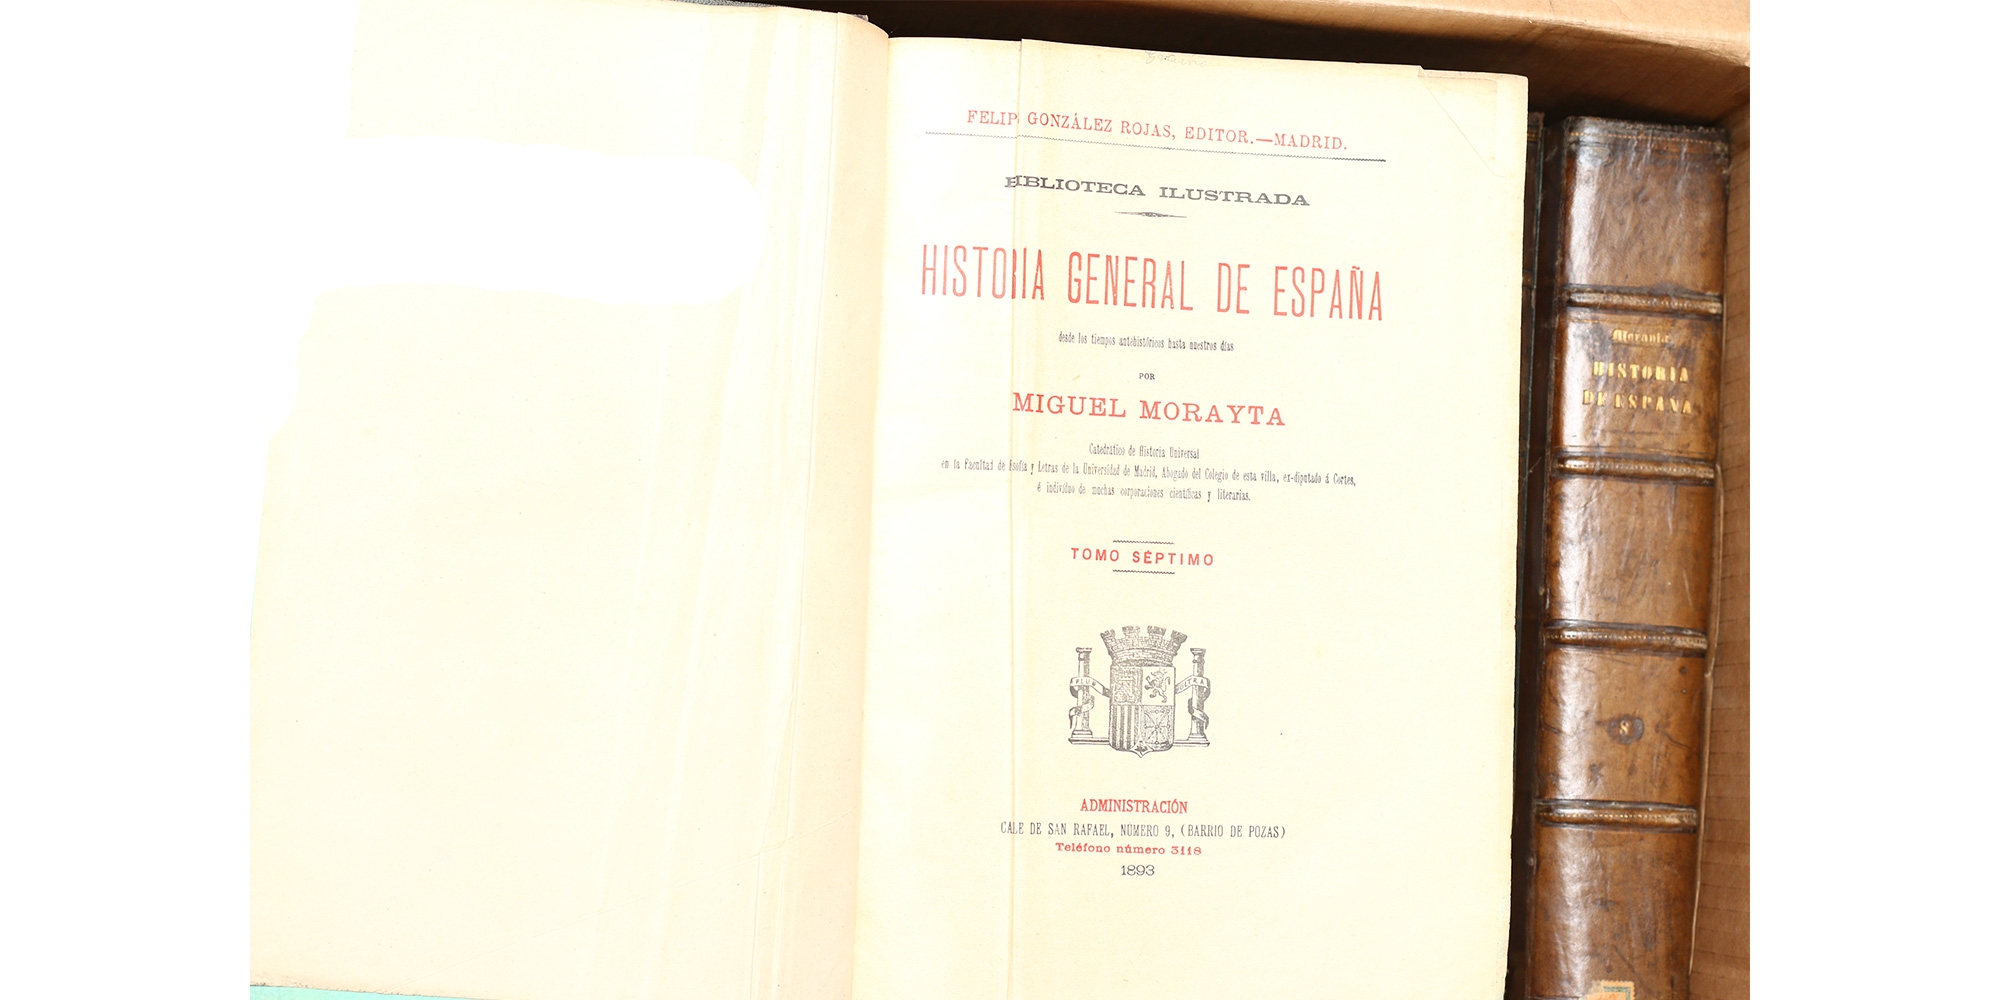 FELIP GONZÁLEZ ROJAS, EDITOR.—MADRID.
BIBLIOTECA ILUSTRADA
HISTORIA GENERAL DE ESPAÑA
desde los tiempos antehistóricos hasta nuestros días
POR
MIGUEL MORAYTA
Catedrático de Historia Universal
en la Facultad de Fsofía y Letras de la Universidad de Madrid, Abogado del Colegio de esta villa, ex-diputado á Cortes,
é individuo de muchas corporaciones científicas y literarias.
TOMO SÉPTIMO
PLUS ULTRA
ADMINISTRACIÓN
CALE DE SAN RAFAEL, NÚMERO 9, (BARRIO DE POZAS)
Teléfono número 3118
1893
HISTORIA
DE ESPAÑA
8